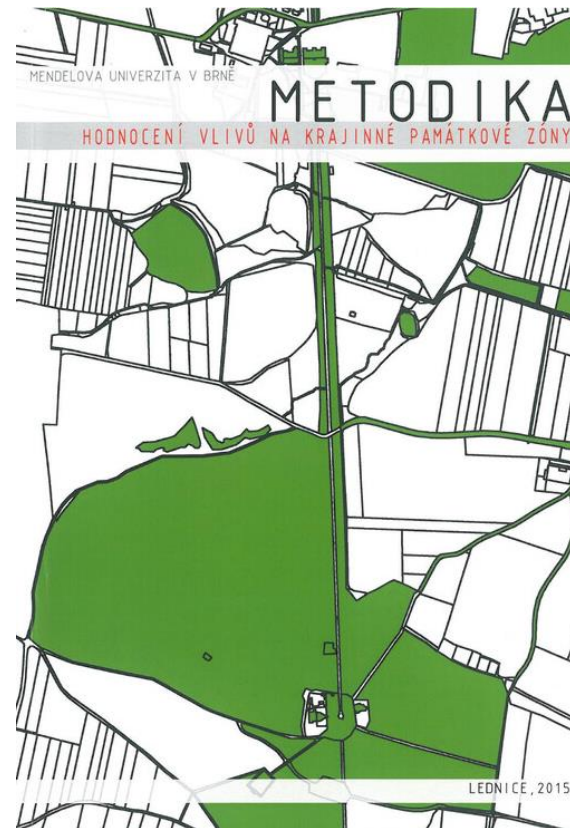 MENDELOVA UNIVERZITA V BRNĚ
METODIKA
HODNOCENÍ VLIVŮ NA KRAJINNÉ PAMÁTKOVÉ ZÓNY
LEDNICE, 2015